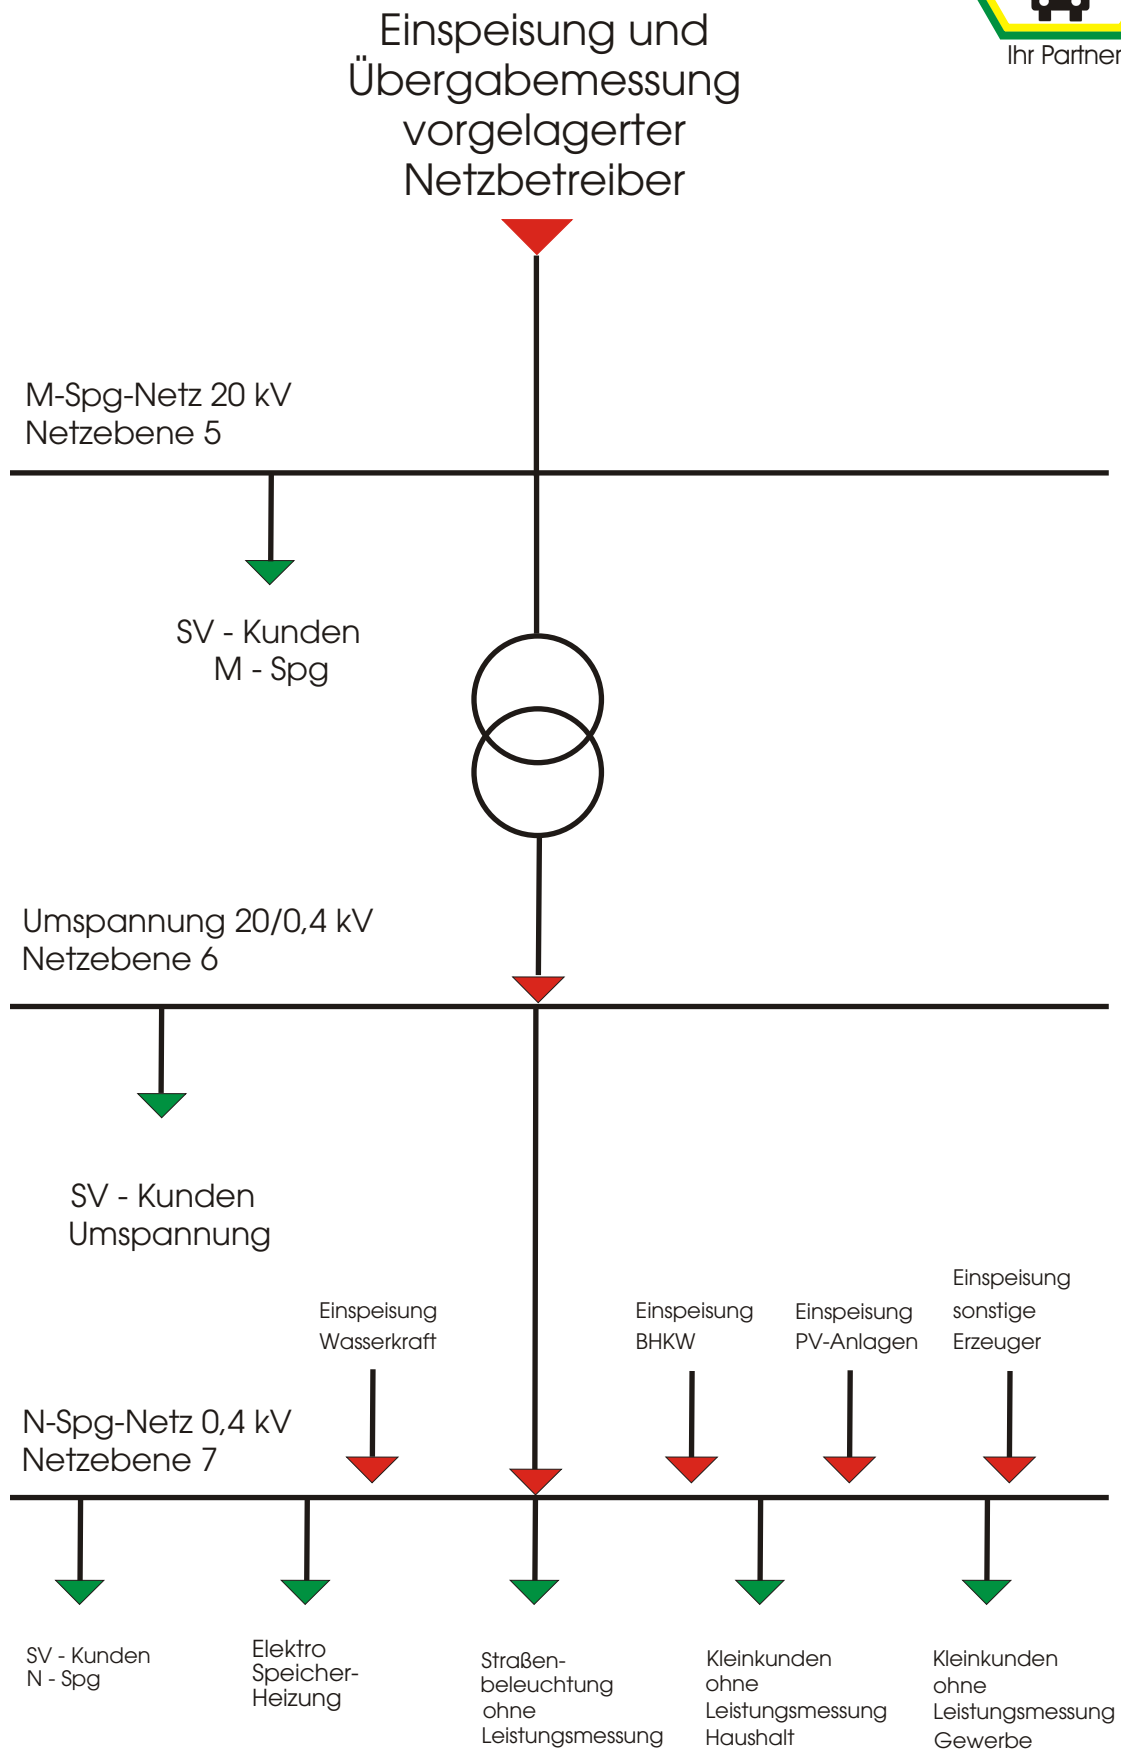 Einspeisung und
Übergabemessung
vorgelagerter
Netzbetreiber
Ihr Partner
M-Spg-Netz 20 kV
Netzebene 5
SV - Kunden
M - Spg
Umspannung 20/0,4 kV
Netzebene 6
SV - Kunden
Umspannung
Einspeisung
Wasserkraft
Einspeisung
BHKW
Einspeisung
PV-Anlagen
Einspeisung
sonstige
Erzeuger
N-Spg-Netz 0,4 kV
Netzebene 7
SV - Kunden
N - Spg
Elektro
Speicher-
Heizung
Straßen-
beleuchtung
ohne
Leistungsmessung
Kleinkunden
ohne
Leistungsmessung
Haushalt
Kleinkunden
ohne
Leistungsmessung
Gewerbe